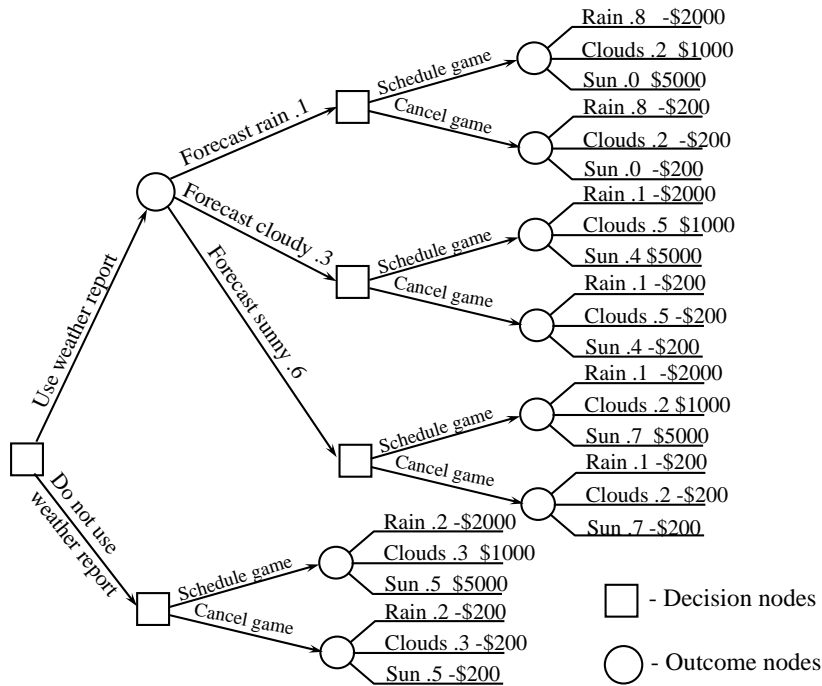 Rain .8 -$2000
Schedule game
Clouds .2 $1000
Sun .0 $5000
Forecast rain .1
Cancel game
Rain .8 -$200
Clouds .2 -$200
Sun .0 -$200
Forecast cloudy .3
Rain .1 -$2000
Schedule game
Clouds .5 $1000
Sun .4 $5000
Cancel game
Rain .1 -$200
Clouds .5 -$200
Sun .4 -$200
Forecast sunny .6
Rain .1 -$2000
Schedule game
Clouds .2 $1000
Sun .7 $5000
Cancel game
Rain .1 -$200
Clouds .2 -$200
Sun .7 -$200
Use weather report
Do not use
weather report
Rain .2 -$2000
Schedule game
Clouds .3 $1000
Sun .5 $5000
Cancel game
Rain .2 -$200
Clouds .3 -$200
Sun .5 -$200
- Decision nodes
- Outcome nodes